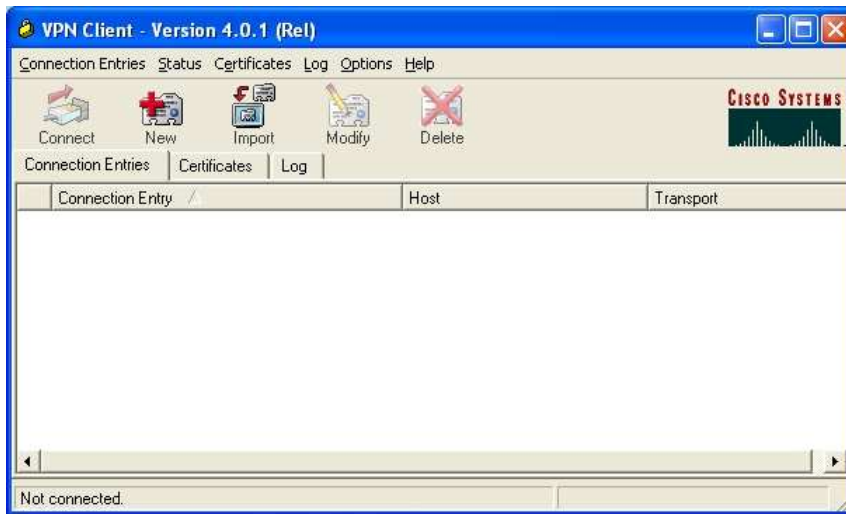 VPN Client - Version 4.0.1 (Rel)
Connection Entries Status Certificates Log Options Help
Connect New Import Modify Delete
CISCO SYSTEMS
Connection Entries Certificates Log
Connection Entry Host Transport
Not connected.